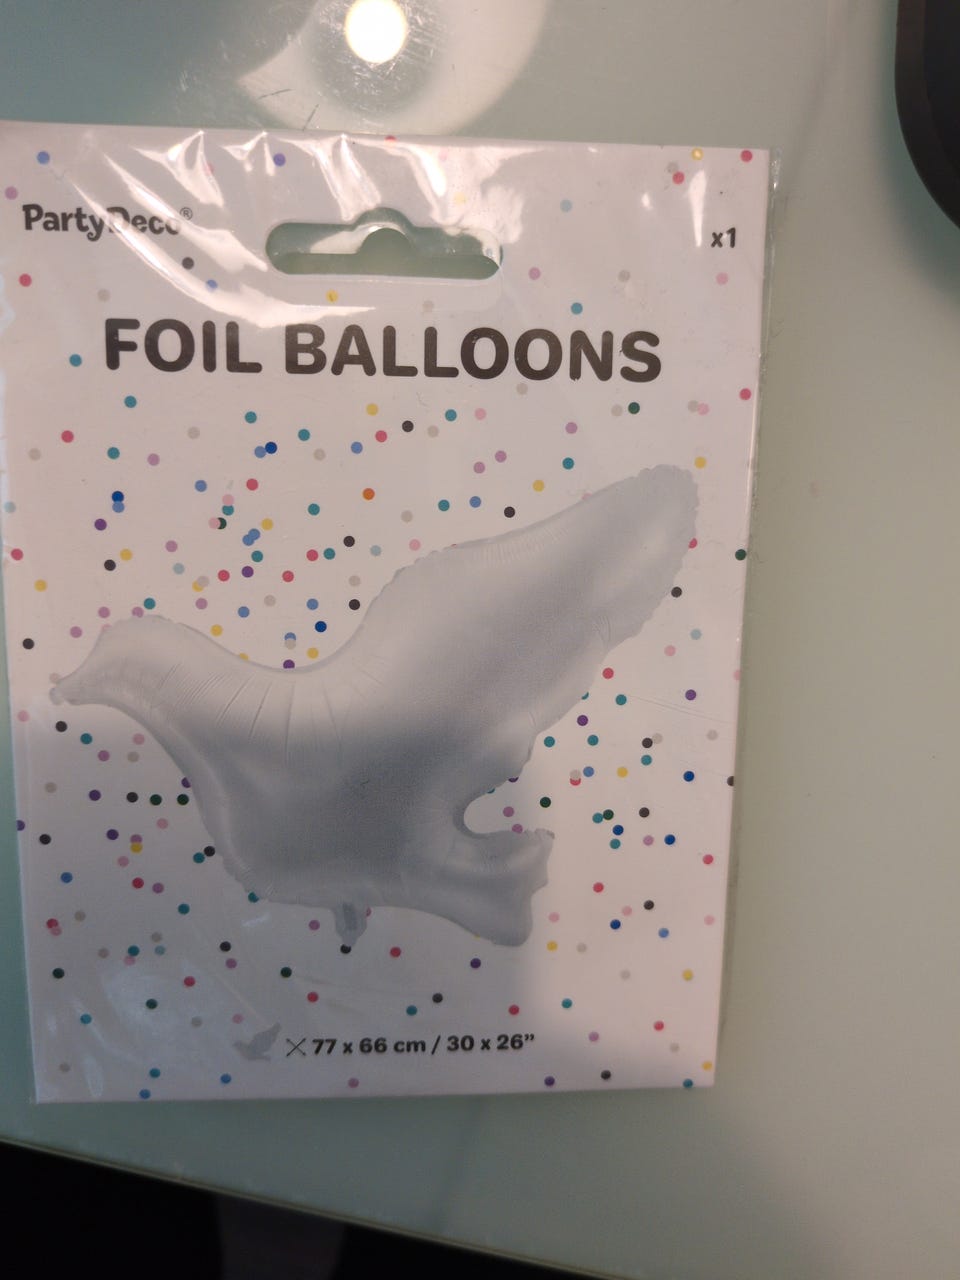 PartyDeco®
x1
FOIL BALLOONS
77 x 66 cm / 30 x 26”